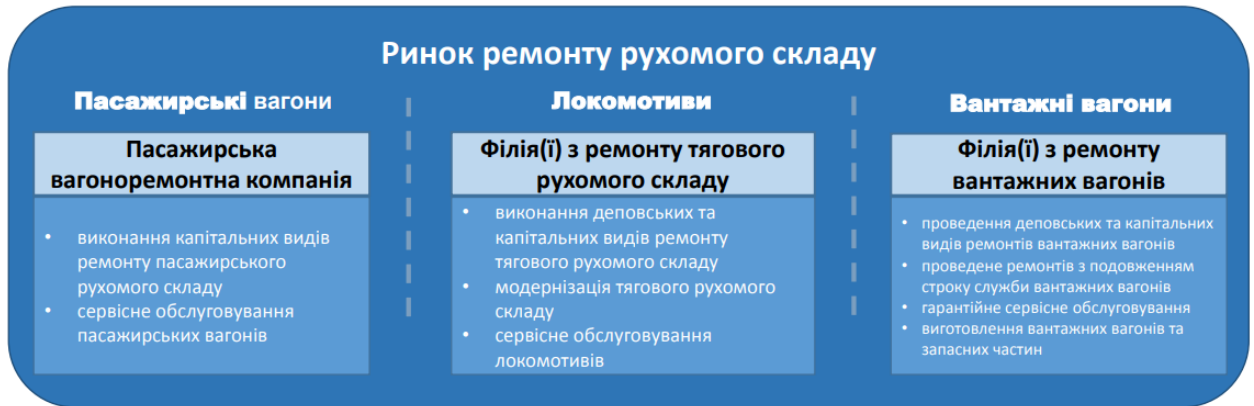 Ринок ремонту рухомого складу
Пасажирські вагони
Пасажирська
вагоноремонтна компанія
• виконання капітальних видів
ремонту пасажирського
рухомого складу
• сервісне обслуговування
пасажирських вагонів
Локомотиви
Філія(ї) з ремонту тягового
рухомого складу
• виконання деповських та
капітальних видів ремонту
тягового рухомого складу
• модернізація тягового рухомого
складу
• сервісне обслуговування
локомотивів
Вантажні вагони
Філія(ї) з ремонту
вантажних вагонів
• проведення деповських та капітальних
видів ремонтів вантажних вагонів
• проведене ремонтів з подовженням
строку служби вантажних вагонів
• гарантійне сервісне обслуговування
• виготовлення вантажних вагонів та
запасних частин